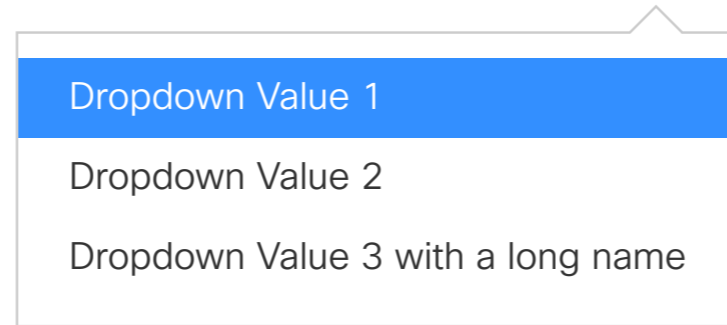 Dropdown Value 1
Dropdown Value 2
Dropdown Value 3 with a long name